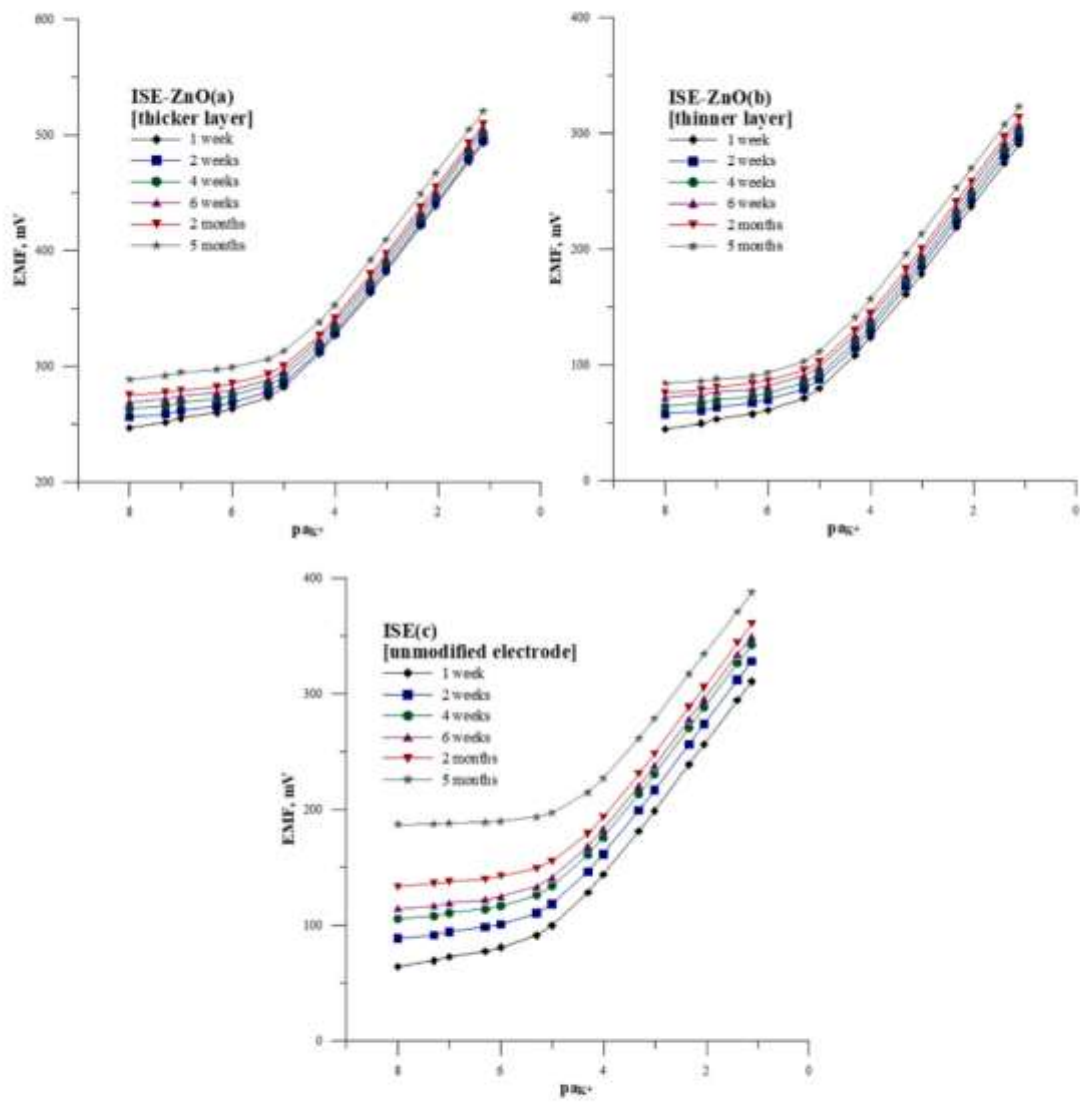 600
500
400
300
200
EMF, mV
ISE-ZnO(a)
[thicker layer]
1 week
2 weeks
4 weeks
6 weeks
2 months
5 months
8
6
4
2
0
paK+
400
300
200
100
0
EMF, mV
ISE-ZnO(b)
[thinner layer]
1 week
2 weeks
4 weeks
6 weeks
2 months
5 months
8
6
4
2
0
paK+
400
300
200
100
0
EMF, mV
ISE(c)
[unmodified electrode]
1 week
2 weeks
4 weeks
6 weeks
2 months
5 months
8
6
4
2
0
paK+